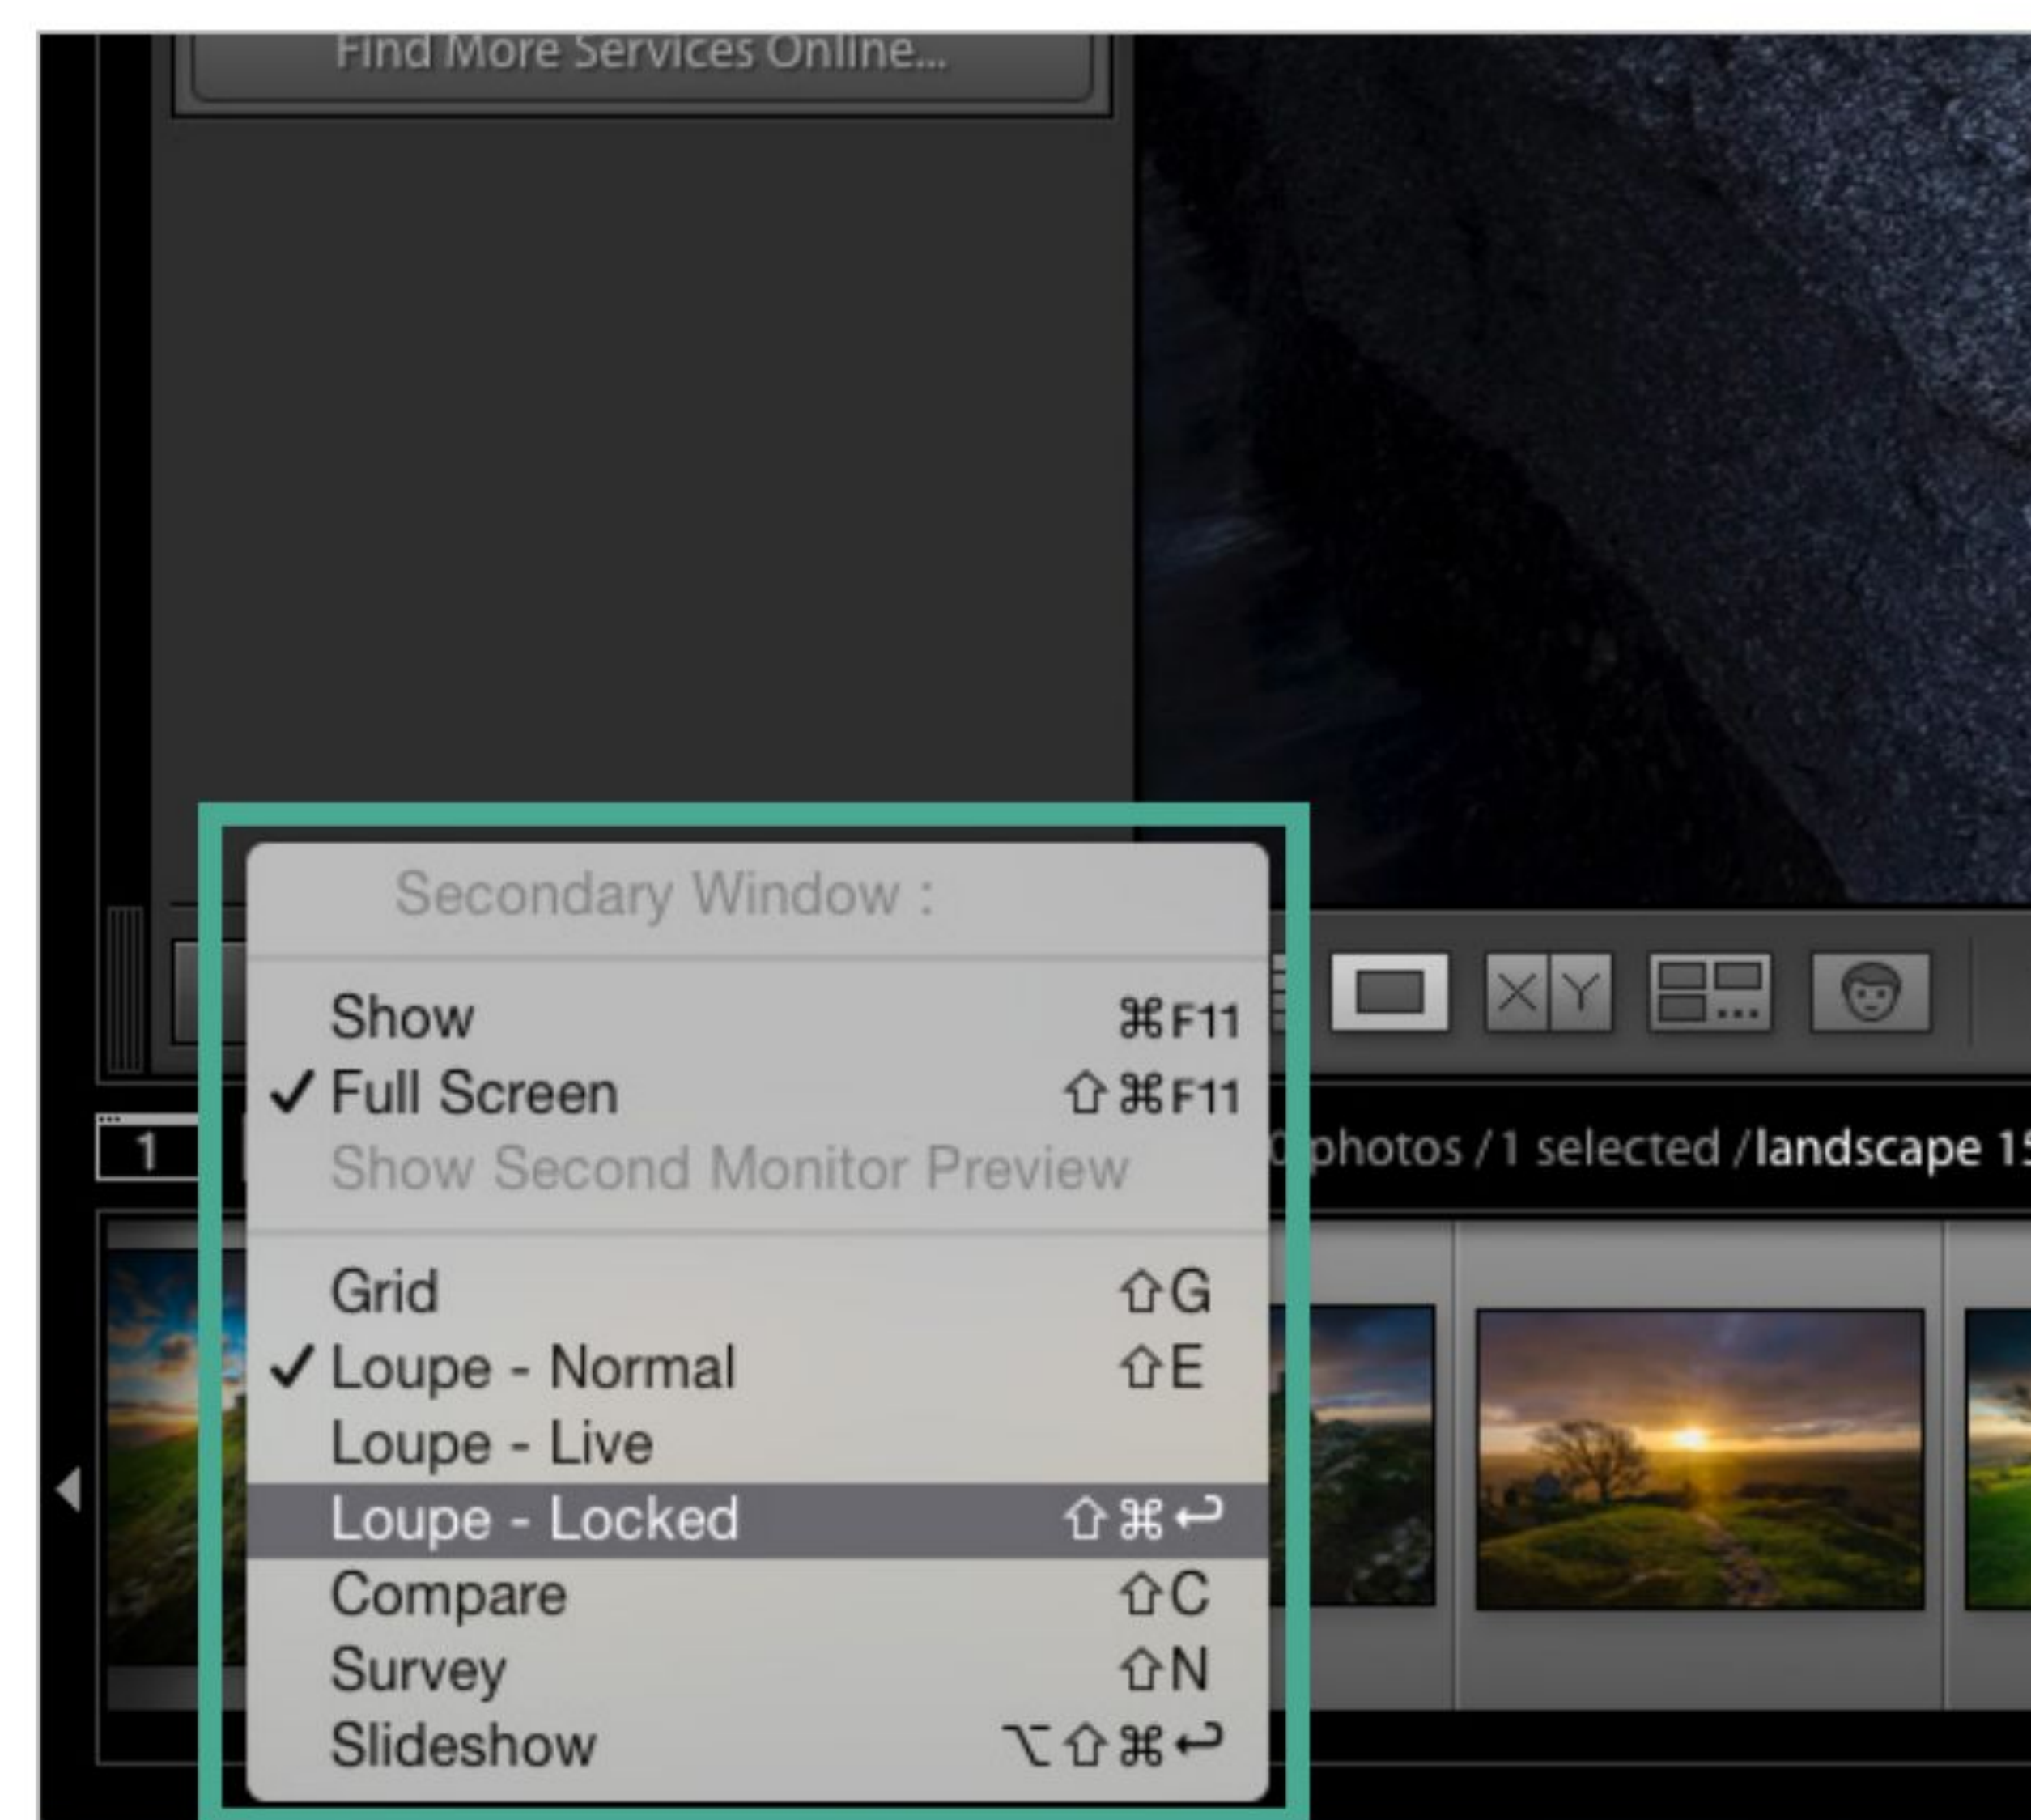 Find More Services Online...
Secondary Window :
Show ⌘F11
✓ Full Screen ⇧⌘F11
Show Second Monitor Preview
Grid ⇧G
✓ Loupe - Normal ⇧E
Loupe - Live
Loupe - Locked ⇧⌘↩
Compare ⇧C
Survey ⇧N
Slideshow ⌥⇧⌘↩
X Y
1
photos / 1 selected / landscape 15